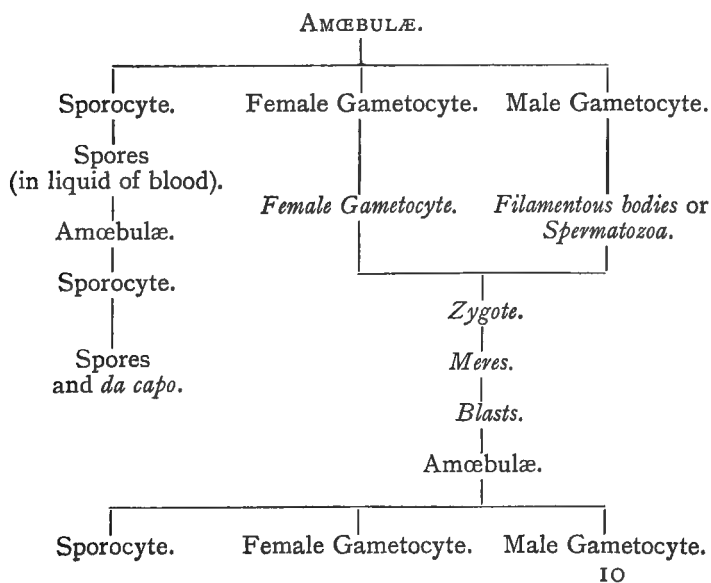 AMŒBULÆ.
Sporocyte. Female Gametocyte. Male Gametocyte.
Spores
(in liquid of blood).
Female Gametocyte. Filamentous bodies or
Spermatozoa.
Amœbulæ.
Sporocyte.
Zygote.
Spores
and da capo.
Meres.
Blasts.
Amœbulæ.
Sporocyte. Female Gametocyte. Male Gametocyte.
10